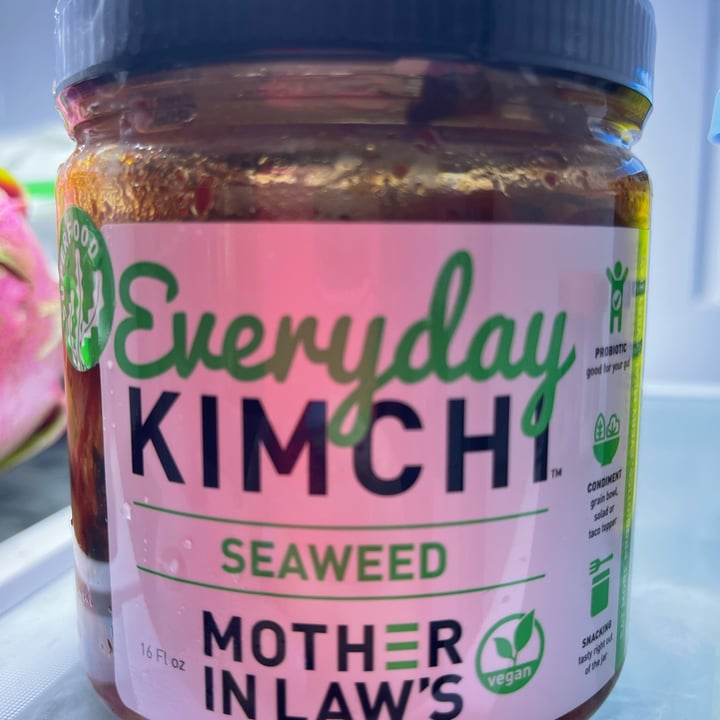 Everyday
KIMCHI™
SEAWEED
16 Fl oz
MOTHER
IN LAW'S
vegan
PROBIOTIC
good for your gut
CONDIMENT
grain bowl,
salad or
taco topper
SNACKING
tasty right out
of the jar